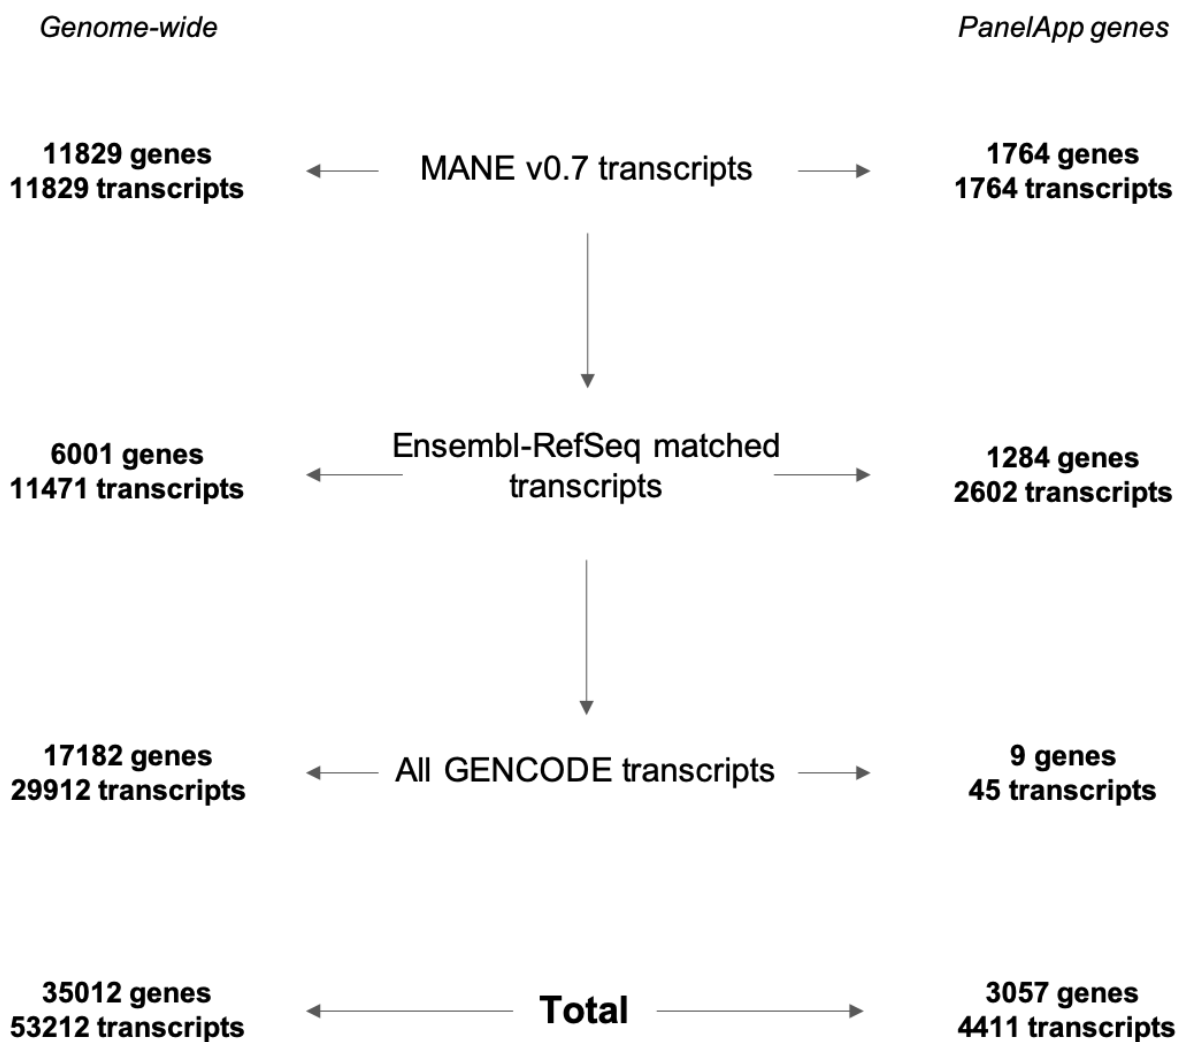 Genome-wide
PanelApp genes
11829 genes
11829 transcripts
MANE v0.7 transcripts
1764 genes
1764 transcripts
6001 genes
11471 transcripts
Ensembl-RefSeq matched
transcripts
1284 genes
2602 transcripts
17182 genes
29912 transcripts
All GENCODE transcripts
9 genes
45 transcripts
35012 genes
53212 transcripts
Total
3057 genes
4411 transcripts